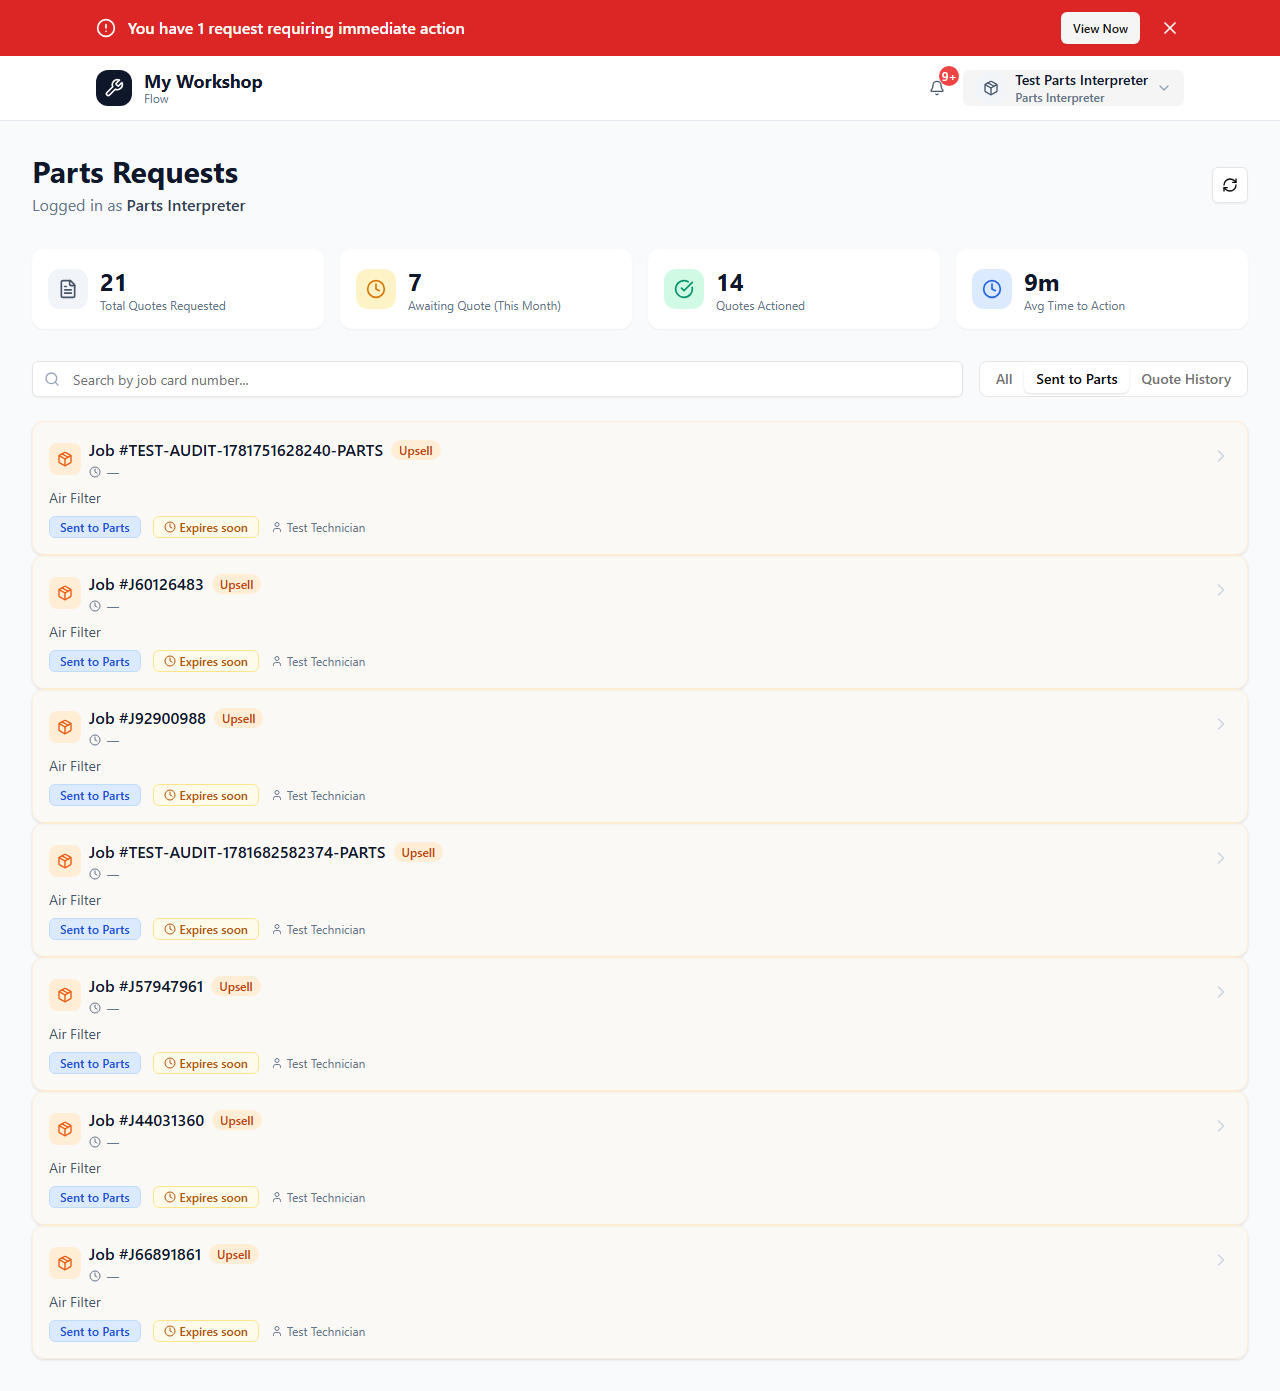 You have 1 request requiring immediate action
View Now
My Workshop
Flow
9+
Test Parts Interpreter
Parts Interpreter
Parts Requests
Logged in as Parts Interpreter
21
Total Quotes Requested
7
Awaiting Quote (This Month)
14
Quotes Actioned
9m
Avg Time to Action
Search by job card number...
All
Sent to Parts
Quote History
Job #TEST-AUDIT-1781751628240-PARTS Upsell
—
Air Filter
Sent to Parts Expires soon Test Technician
Job #J60126483 Upsell
—
Air Filter
Sent to Parts Expires soon Test Technician
Job #J92900988 Upsell
—
Air Filter
Sent to Parts Expires soon Test Technician
Job #TEST-AUDIT-1781682582374-PARTS Upsell
—
Air Filter
Sent to Parts Expires soon Test Technician
Job #J57947961 Upsell
—
Air Filter
Sent to Parts Expires soon Test Technician
Job #J44031360 Upsell
—
Air Filter
Sent to Parts Expires soon Test Technician
Job #J66891861 Upsell
—
Air Filter
Sent to Parts Expires soon Test Technician